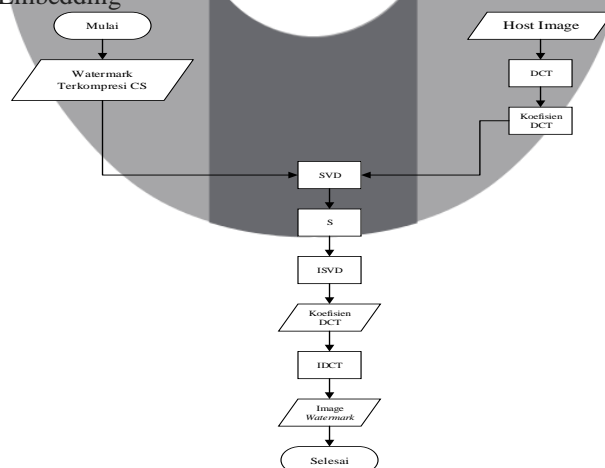 Embedding
Mulai
Watermark
Terkompresi CS
Host Image
DCT
Koefisien
DCT
SVD
S
ISVD
Koefisien
DCT
IDCT
Image
Watermark
Selesai